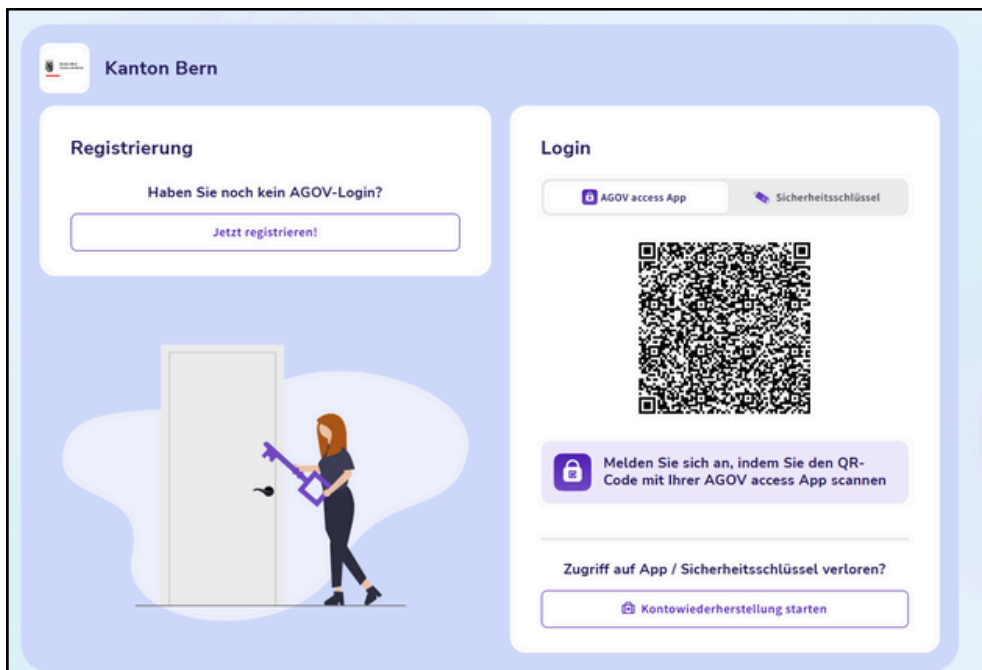 Kanton Bern
Registrierung
Haben Sie noch kein AGOV-Login?
Jetzt registrieren!
Login
AGOV access App
Sicherheitsschlüssel
Melden Sie sich an, indem Sie den QR-
Code mit Ihrer AGOV access App scannen
Zugriff auf App / Sicherheitsschlüssel verloren?
Kontowiederherstellung starten